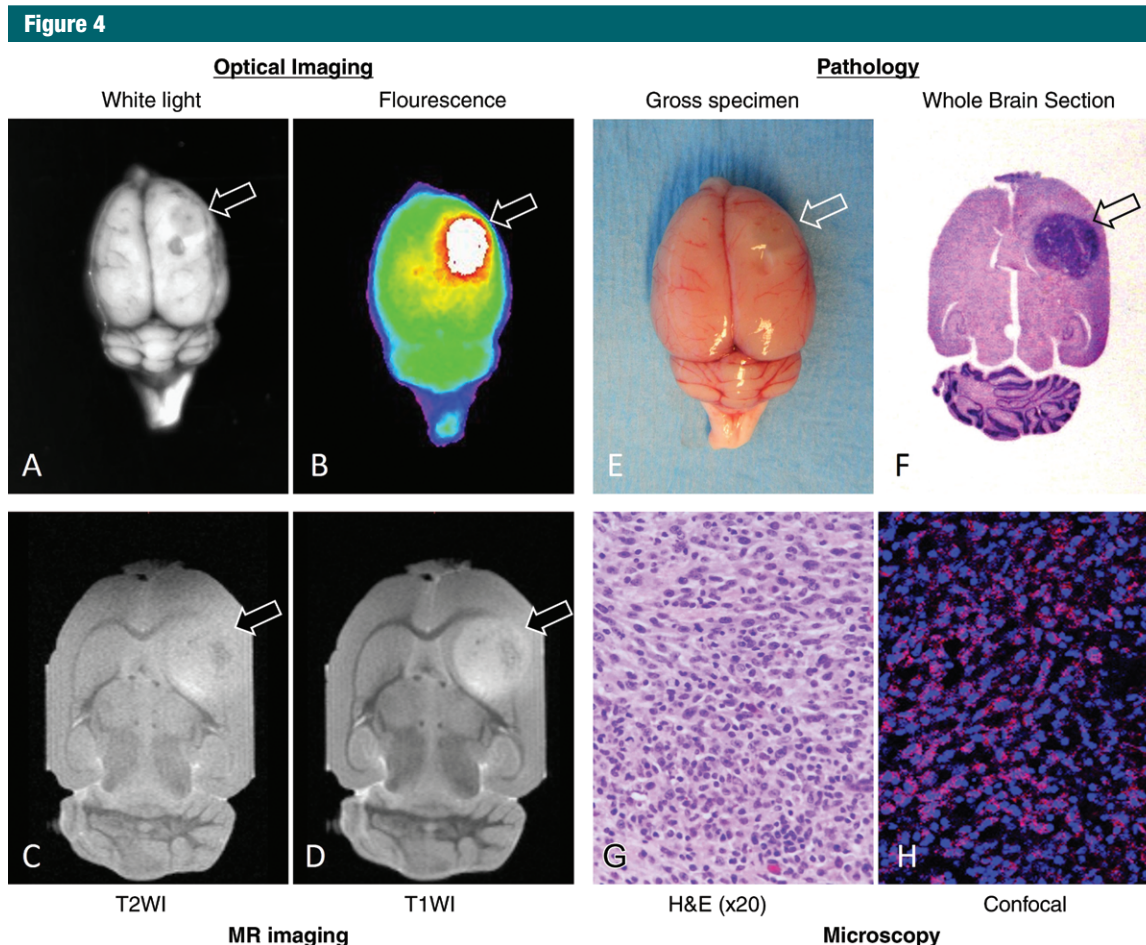 Figure 4
Optical Imaging
Pathology
White light
Flourescence
Gross specimen
Whole Brain Section
A
B
E
F
C
D
G
H
T2WI
T1WI
H&E (x20)
Confocal
MR imaging
Microscopy